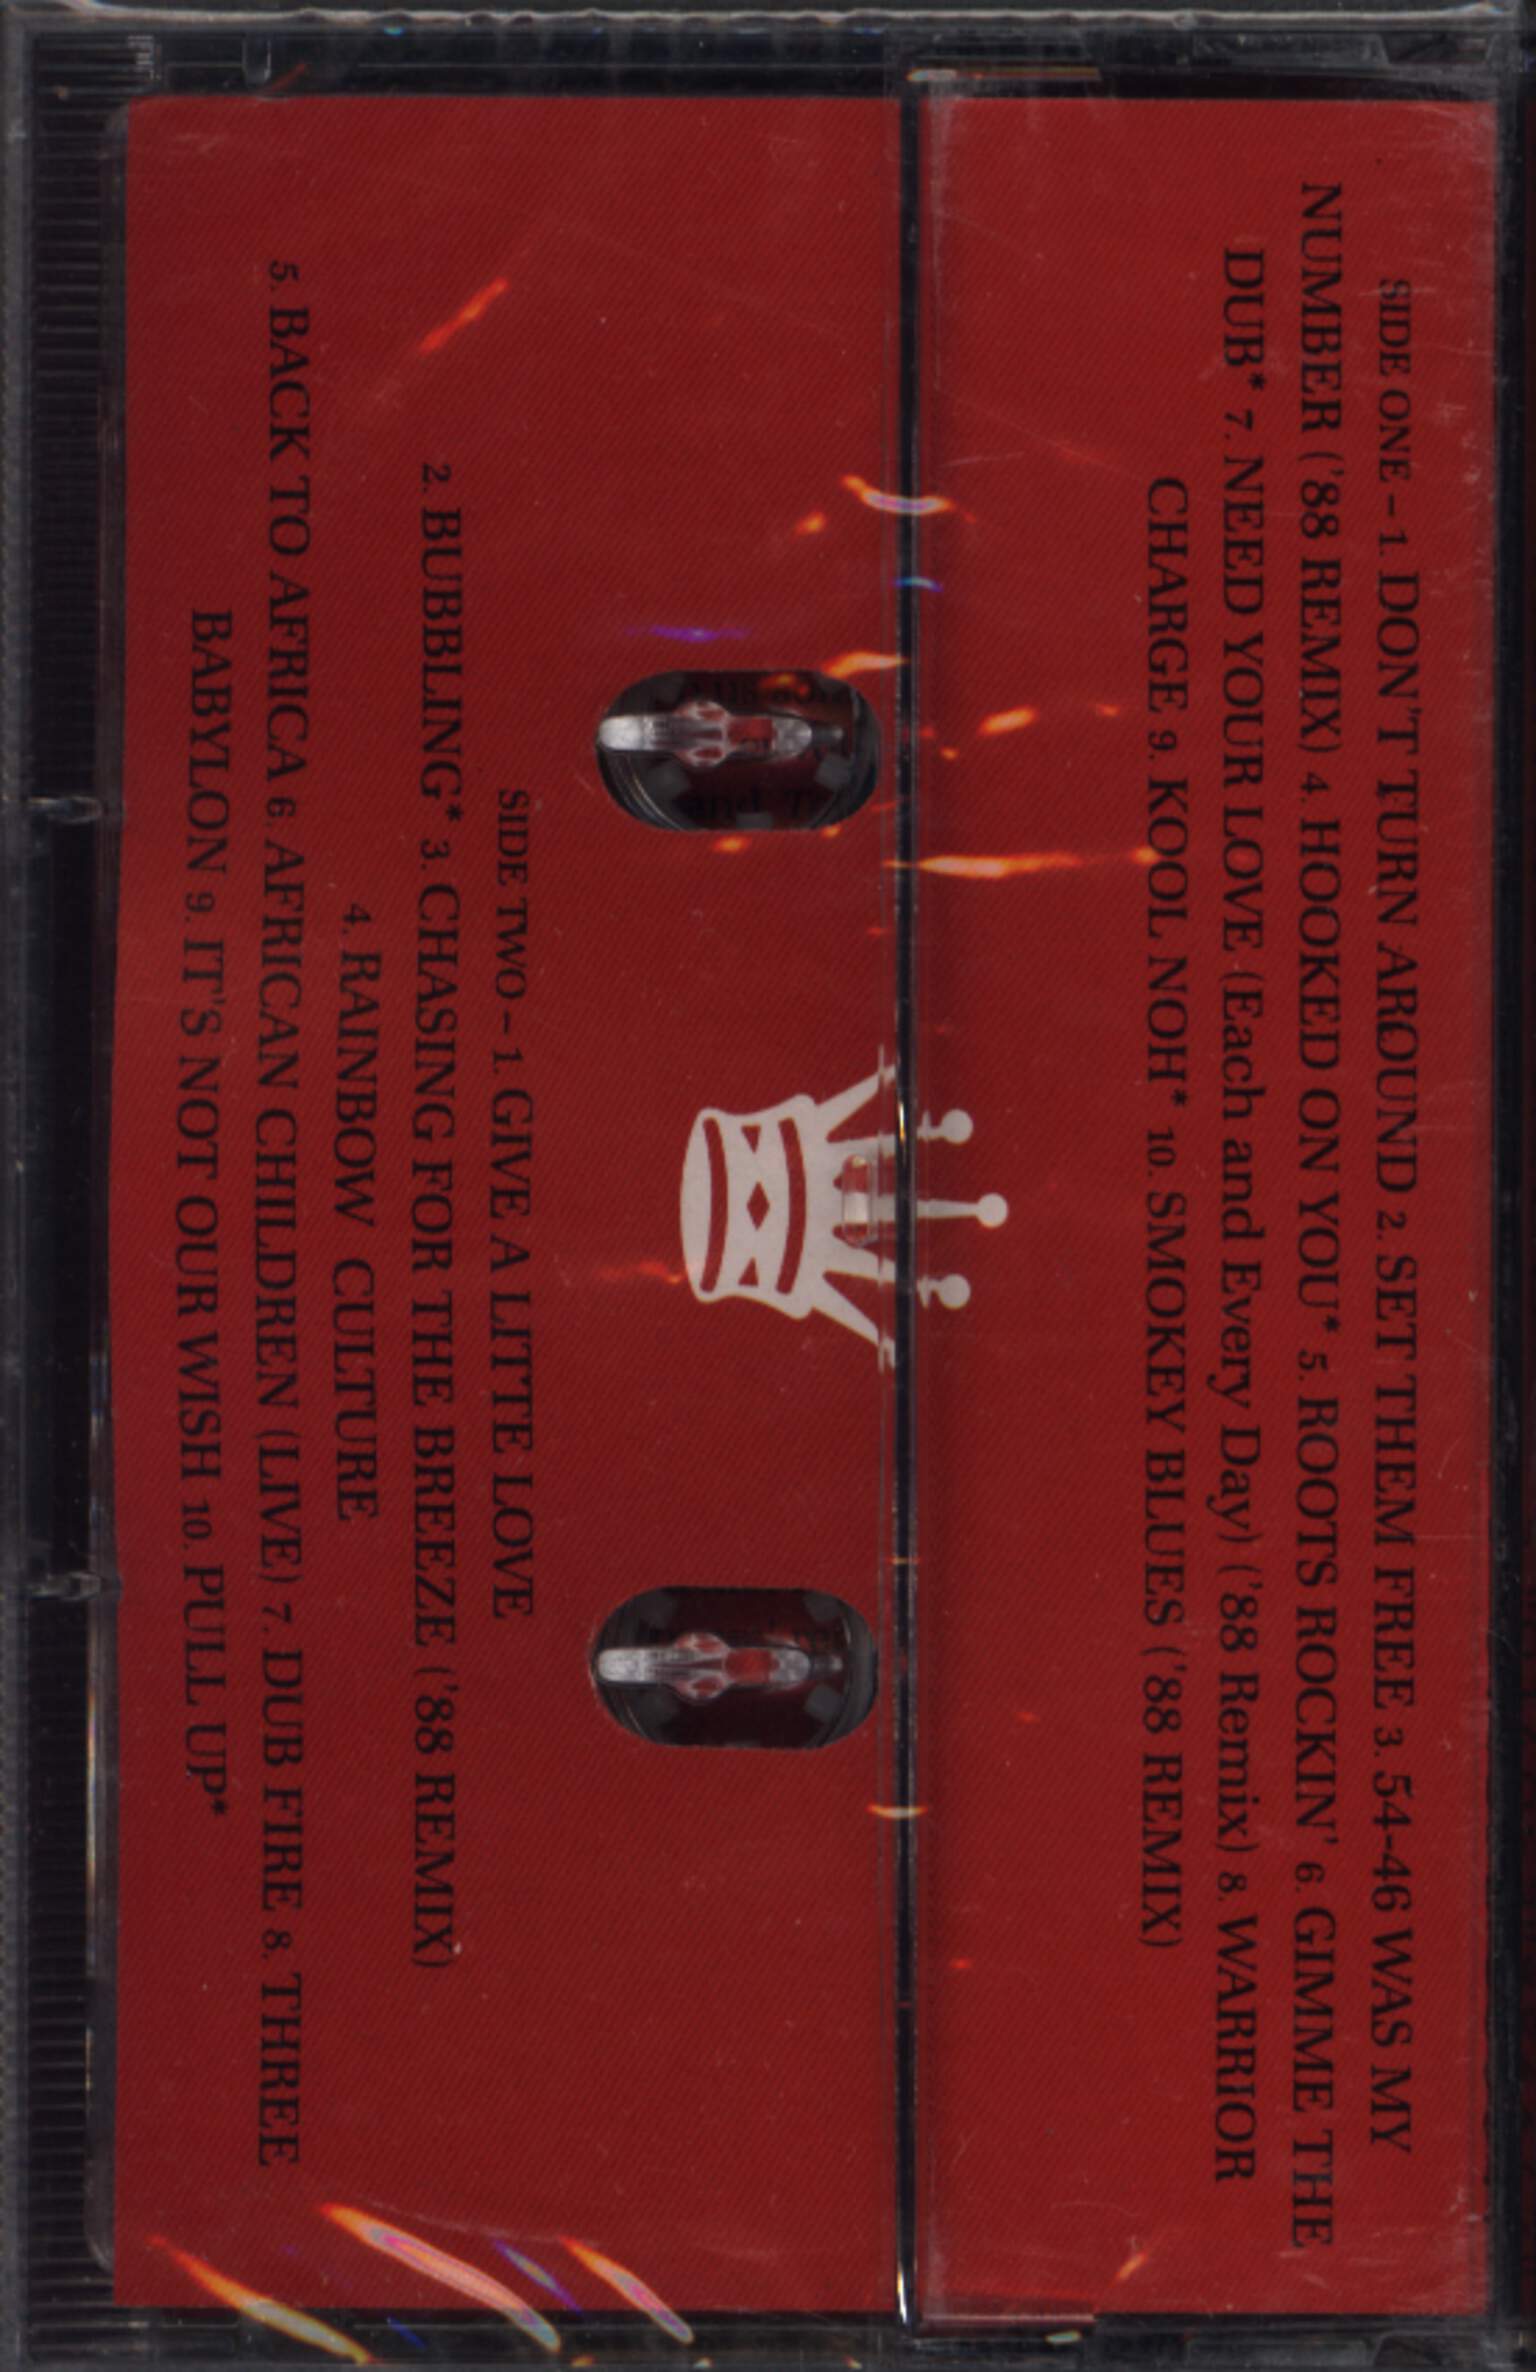 SIDE ONE – 1. DON'T TURN AROUND 2. SET THEM FREE 3. 54-46 WAS MY
NUMBER ('88 REMIX) 4. HOOKED ON YOU* 5. ROOTS ROCKIN' 6. GIMME THE
DUB* 7. NEED YOUR LOVE (Each and Every Day) ('88 Remix) 8. WARRIOR
CHARGE 9. KOOL NOH* 10. SMOKEY BLUES ('88 REMIX)
SIDE TWO – 1. GIVE A LITTE LOVE
2. BUBBLING* 3. CHASING FOR THE BREEZE ('88 REMIX)
4. RAINBOW CULTURE
5. BACK TO AFRICA 6. AFRICAN CHILDREN (LIVE) 7. DUB FIRE 8. THREE
BABYLON 9. IT'S NOT OUR WISH 10. PULL UP*